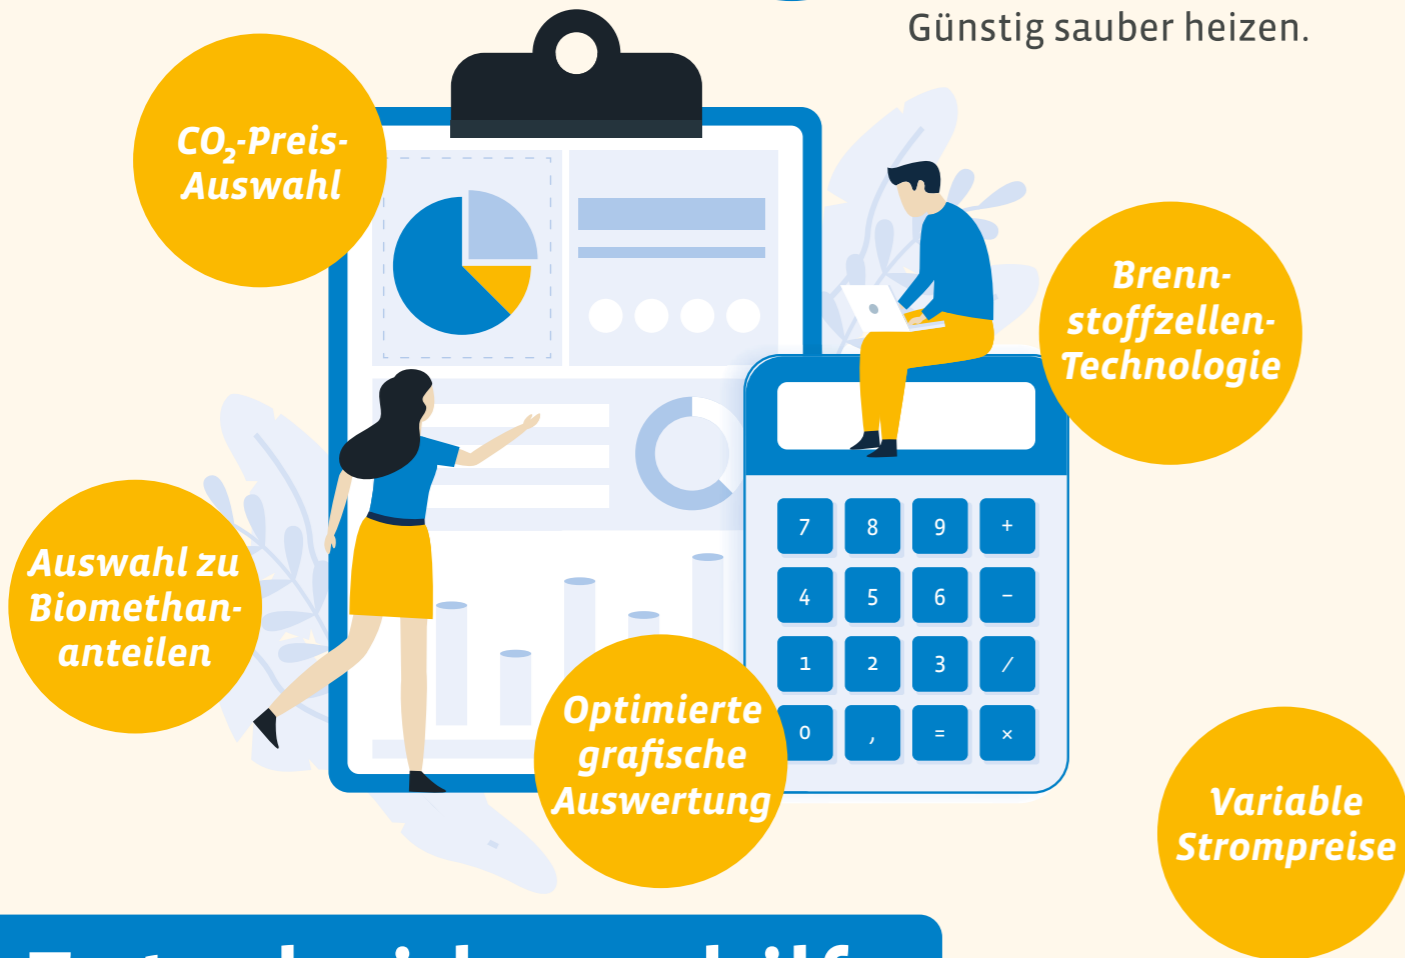 Günstig sauber heizen.
CO₂-Preis-
Auswahl
Brenn-
stoffzellen-
Technologie
Auswahl zu
Biomethan-
anteilen
7 8 9 +
4 5 6 −
1 2 3 /
0 , = ×
Optimierte
grafische
Auswertung
Variable
Strompreise